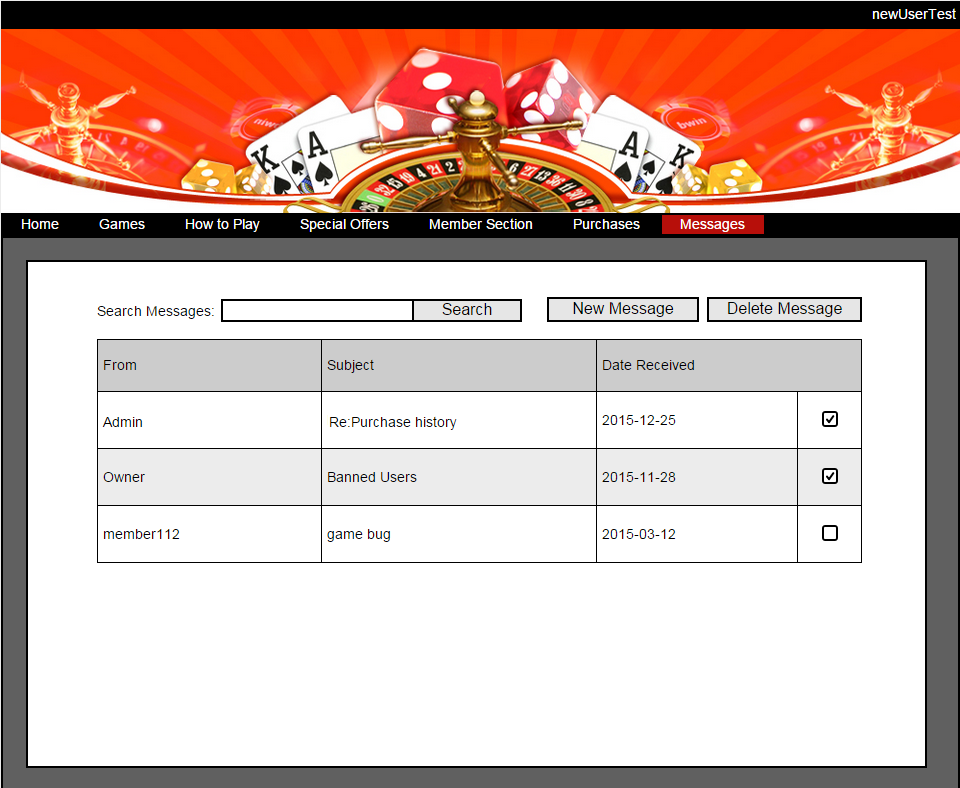 newUserTest
bwin
K A A K
Home Games How to Play Special Offers Member Section Purchases Messages
Search Messages: Search New Message Delete Message
From Subject Date Received
Admin Re:Purchase history 2015-12-25
Owner Banned Users 2015-11-28
member112 game bug 2015-03-12